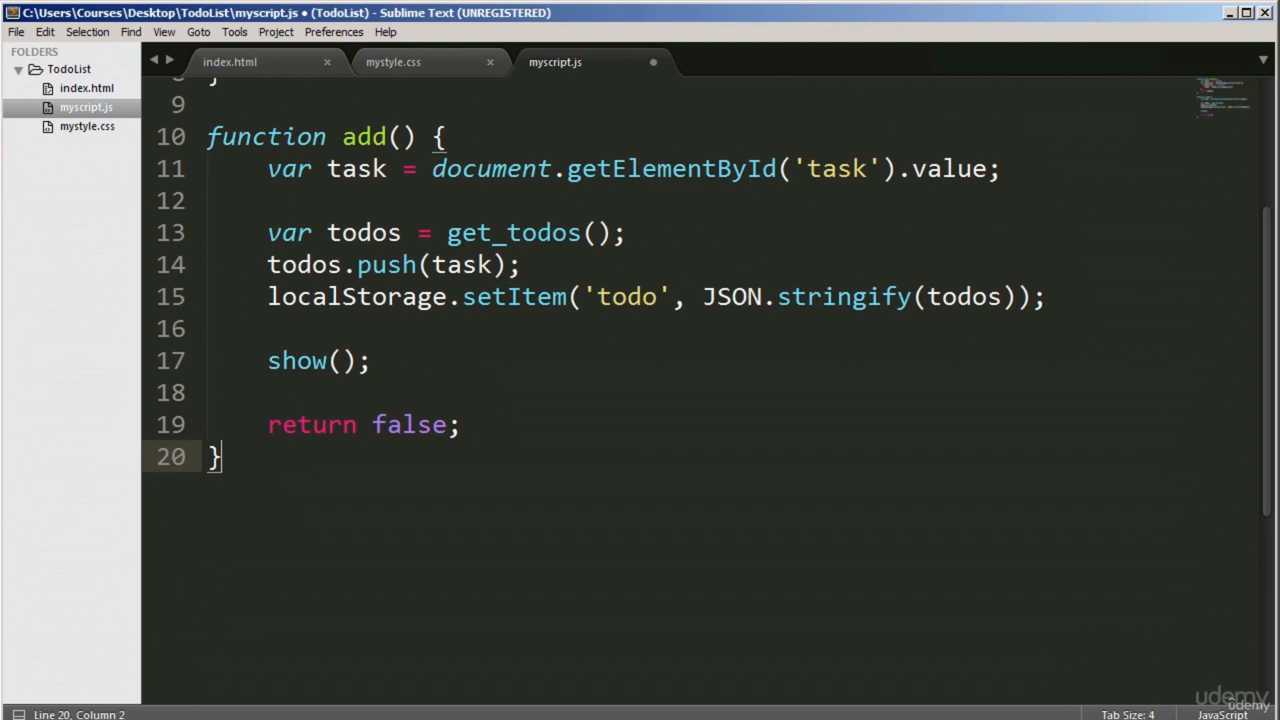 C:\Users\Courses\Desktop\TodoList\myscript.js • (TodoList) - Sublime Text (UNREGISTERED)
File Edit Selection Find View Goto Tools Project Preferences Help
FOLDERS
TodoList
index.html
myscript.js
mystyle.css
index.html × mystyle.css × myscript.js
9
10 function add() {
11     var task = document.getElementById('task').value;
12
13     var todos = get_todos();
14     todos.push(task);
15     localStorage.setItem('todo', JSON.stringify(todos));
16
17     show();
18
19     return false;
20 }
udemy
udemy
Line 20, Column 2 Tab Size: 4 JavaScript